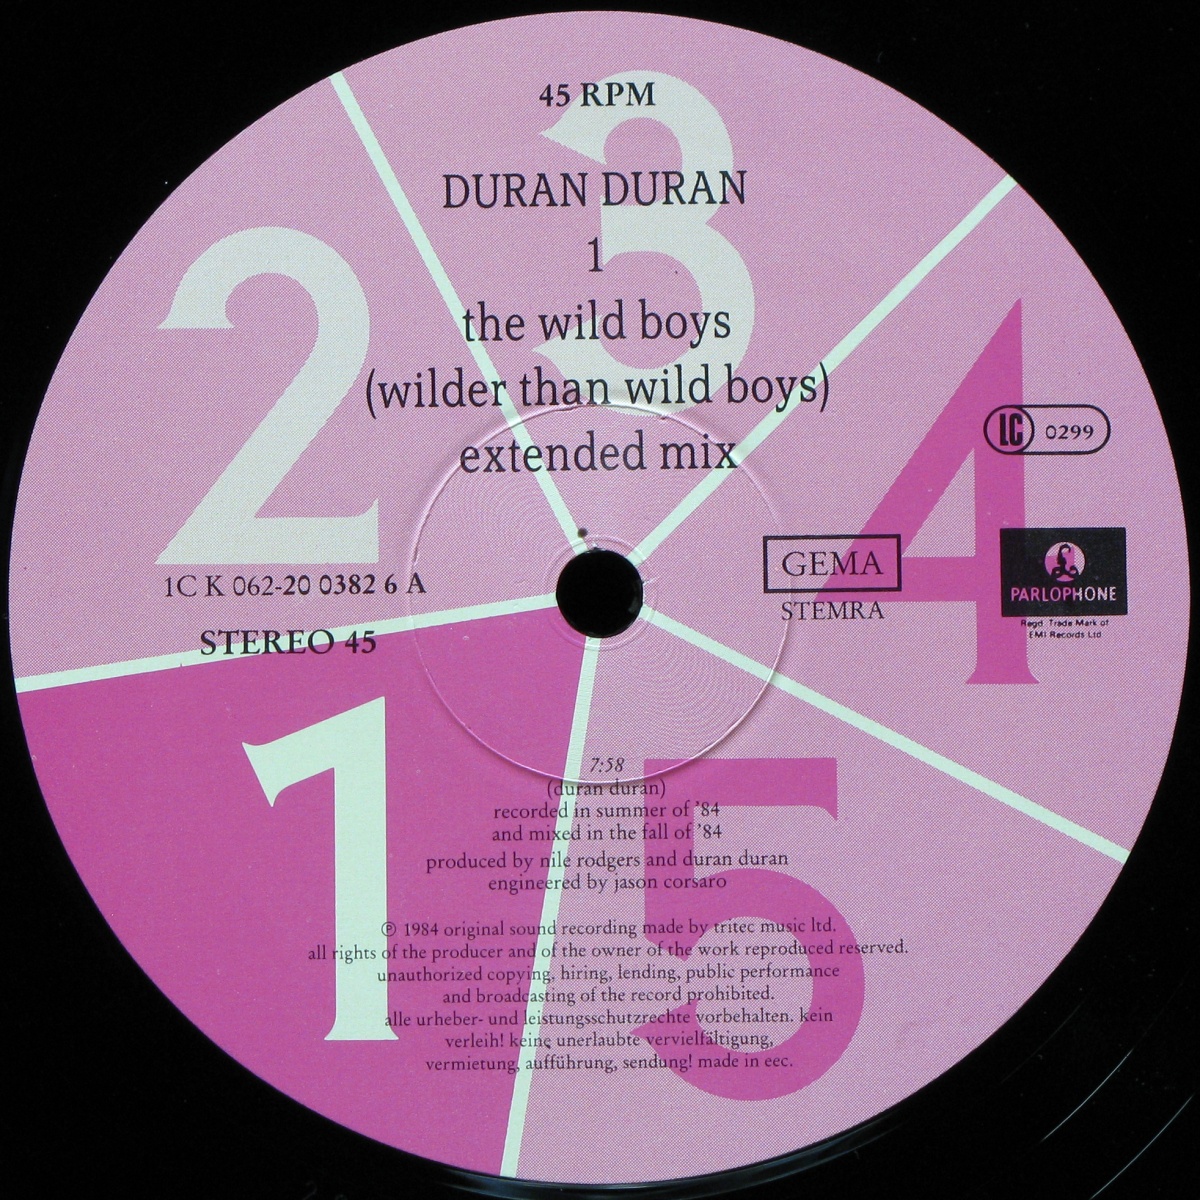 45 RPM
3
DURAN DURAN
1
the wild boys
(wilder than wild boys)
extended mix
2
4
LC 0299
1C K 062-20 0382 6 A
STEREO 45
GEMA
STEMRA
PARLOPHONE
Regd. Trade Mark of
EMI Records Ltd
1
5
7:58
(duran duran)
recorded in summer of ’84
and mixed in the fall of ’84
produced by nile rodgers and duran duran
engineered by jason corsaro
℗ 1984 original sound recording made by tritec music ltd.
all rights of the producer and of the owner of the work reproduced reserved.
unauthorized copying, hiring, lending, public performance
and broadcasting of the record prohibited.
alle urheber- und leistungsschutzrechte vorbehalten. kein
verleih! keine unerlaubte vervielfältigung,
vermietung, aufführung, sendung! made in eec.